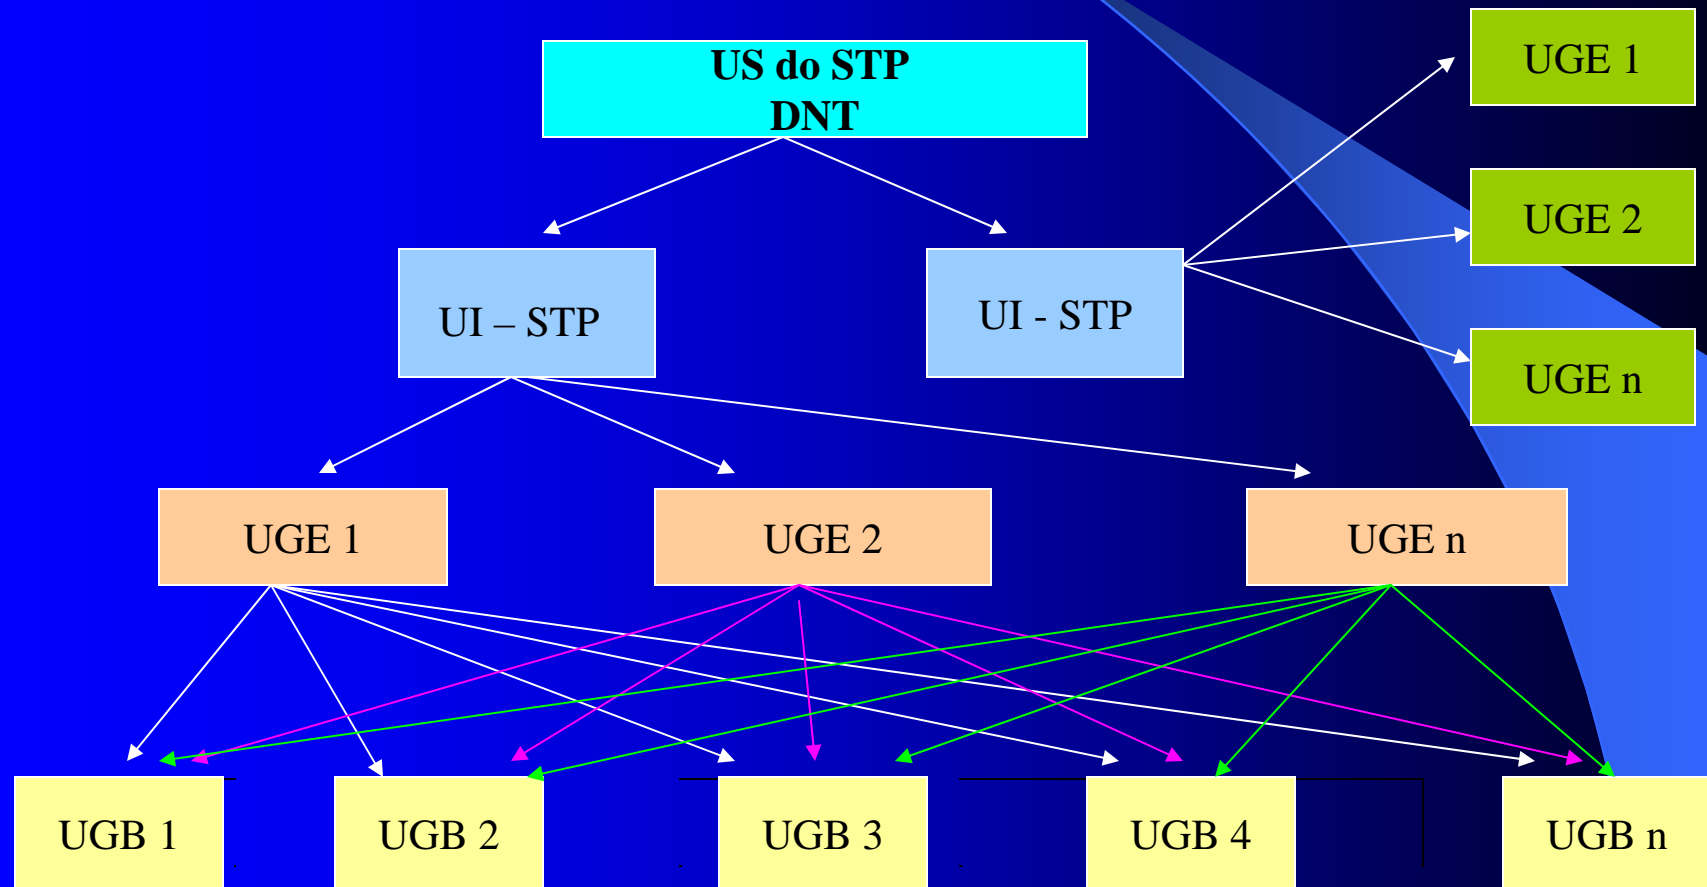 US do STP
DNT
UGE 1
UGE 2
UGE n
UI – STP
UI - STP
UGE 1
UGE 2
UGE n
UGB 1
UGB 2
UGB 3
UGB 4
UGB n